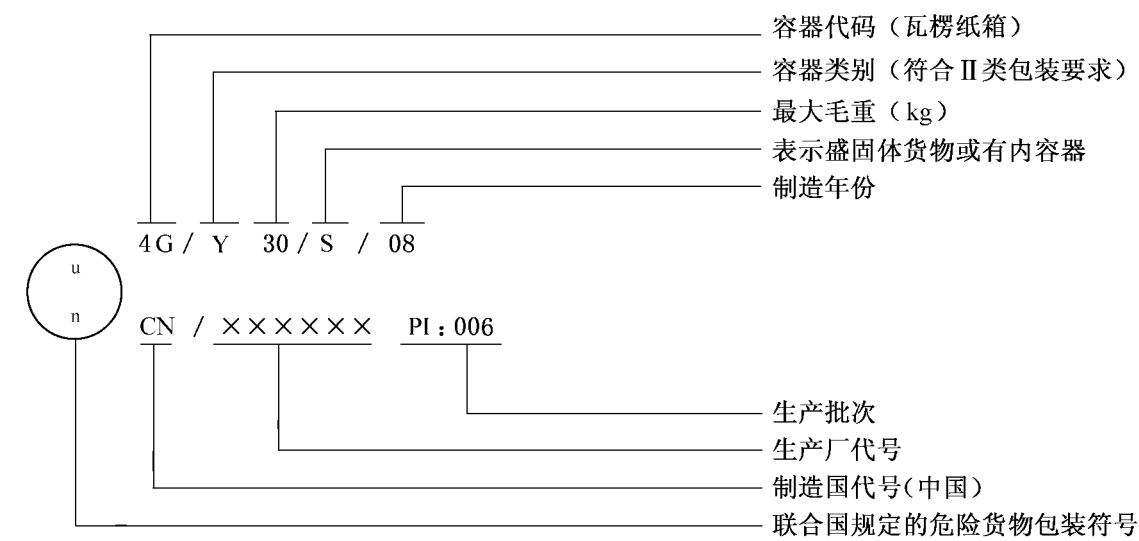 容器代码（瓦楞纸箱）
容器类别（符合Ⅱ类包装要求）
最大毛重（kg）
表示盛固体货物或有内容器
制造年份
4G / Y 30 / S / 08
u
n
CN / ×××××× PI：006
生产批次
生产厂代号
制造国代号(中国)
联合国规定的危险货物包装符号